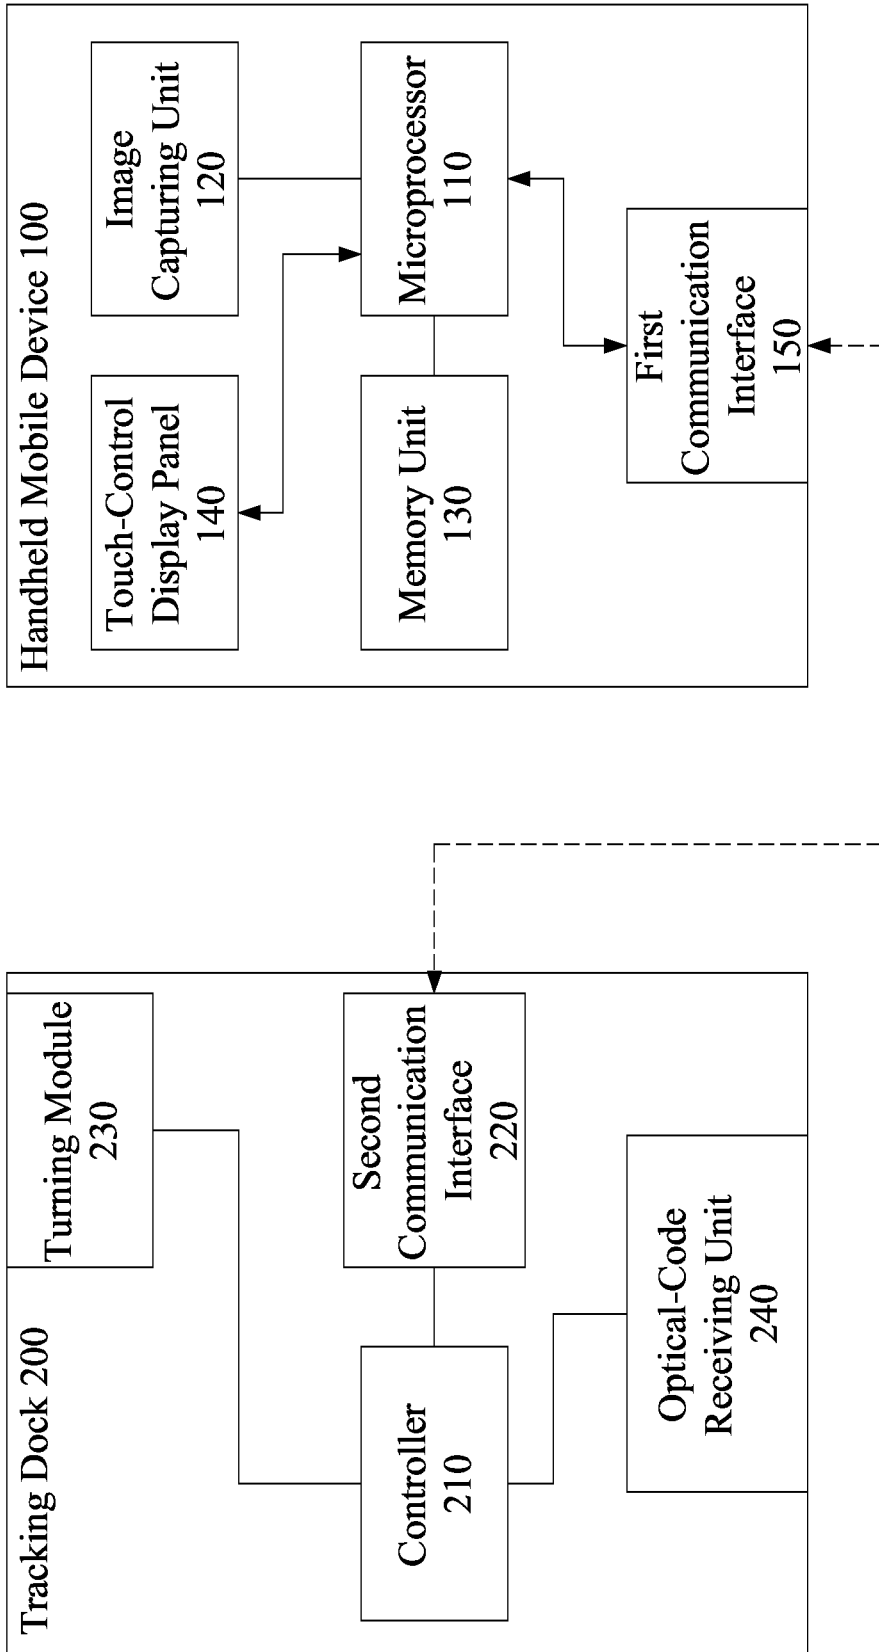 Tracking Dock 200
Turning Module
230
Controller
210
Second
Communication
Interface
220
Optical-Code
Receiving Unit
240
Handheld Mobile Device 100
Touch-Control
Display Panel
140
Image
Capturing Unit
120
Memory Unit
130
Microprocessor
110
First
Communication
Interface
150